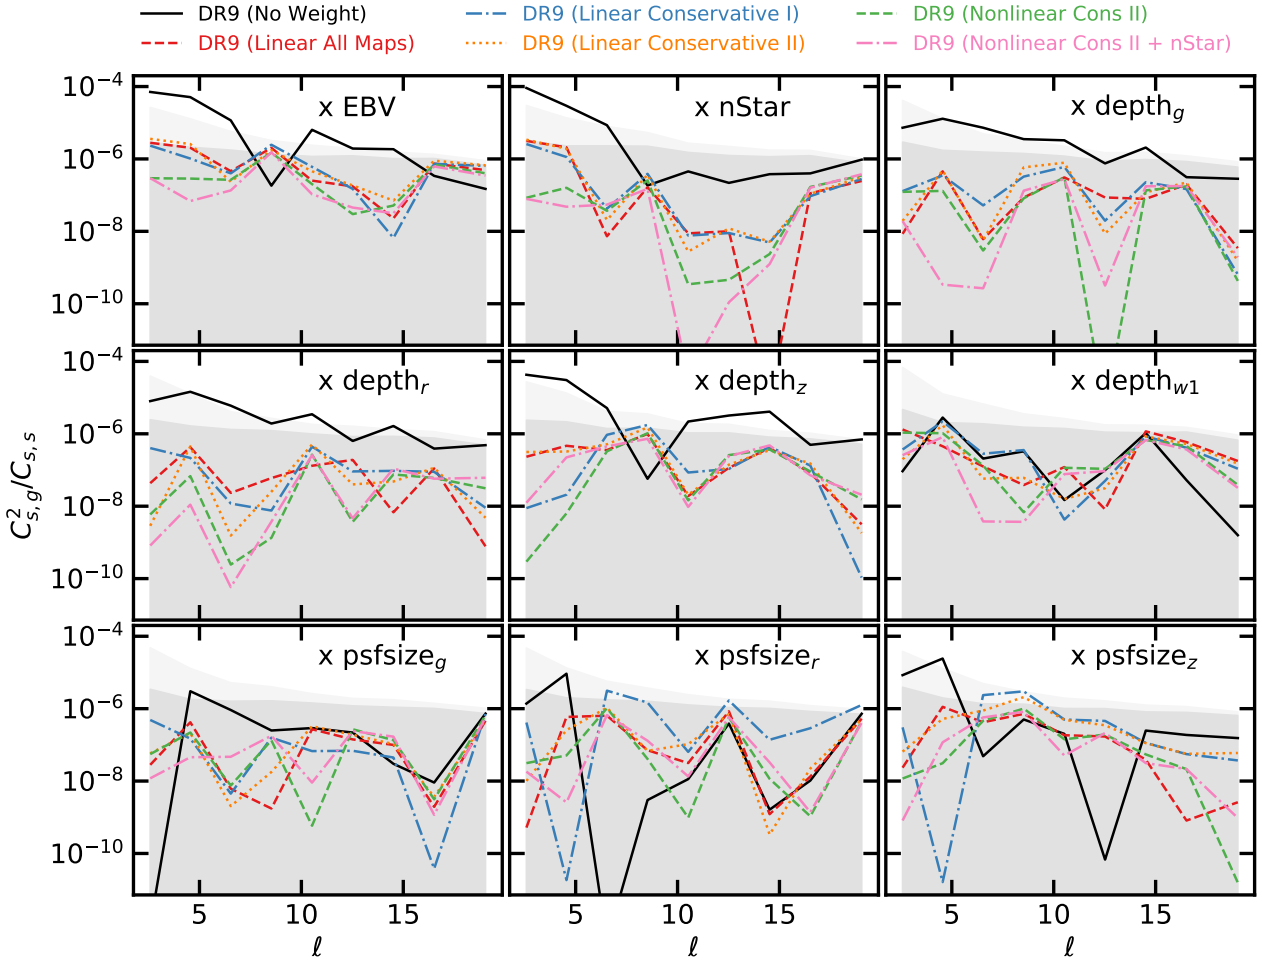 DR9 (No Weight) DR9 (Linear Conservative I) DR9 (Nonlinear Cons II)
DR9 (Linear All Maps) DR9 (Linear Conservative II) DR9 (Nonlinear Cons II + nStar)
10⁻⁴ x EBV x nStar x depth_g
10⁻⁶
10⁻⁸
10⁻¹⁰
10⁻⁴ x depth_r x depth_z x depth_w1
10⁻⁶
10⁻⁸
10⁻¹⁰
C²_s,g/C_s,s
10⁻⁴ x psfsize_g x psfsize_r x psfsize_z
10⁻⁶
10⁻⁸
10⁻¹⁰
5 10 15 5 10 15 5 10 15
ℓ ℓ ℓ